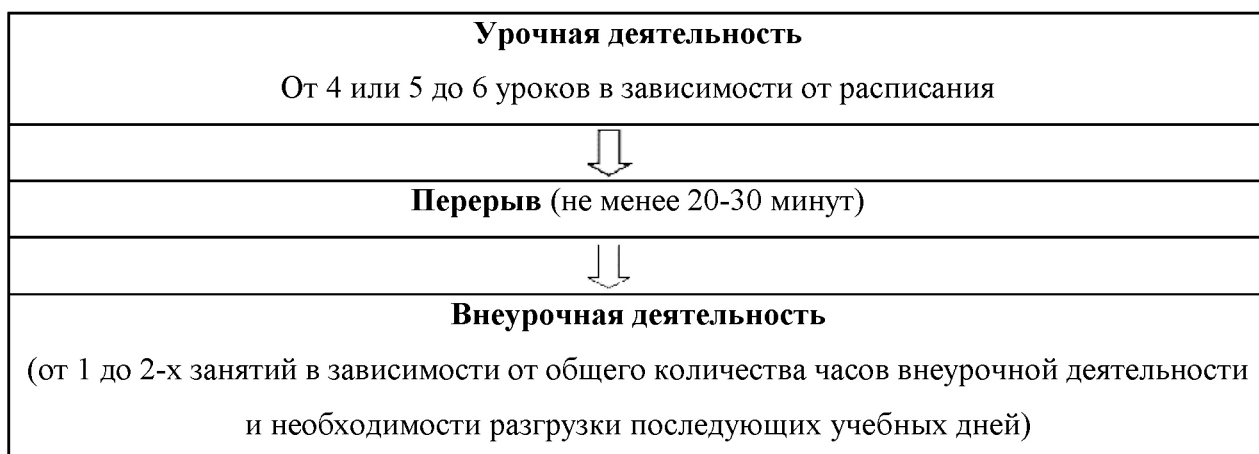 Урочная деятельность
От 4 или 5 до 6 уроков в зависимости от расписания
Перерыв (не менее 20-30 минут)
Внеурочная деятельность
(от 1 до 2-х занятий в зависимости от общего количества часов внеурочной деятельности
и необходимости разгрузки последующих учебных дней)